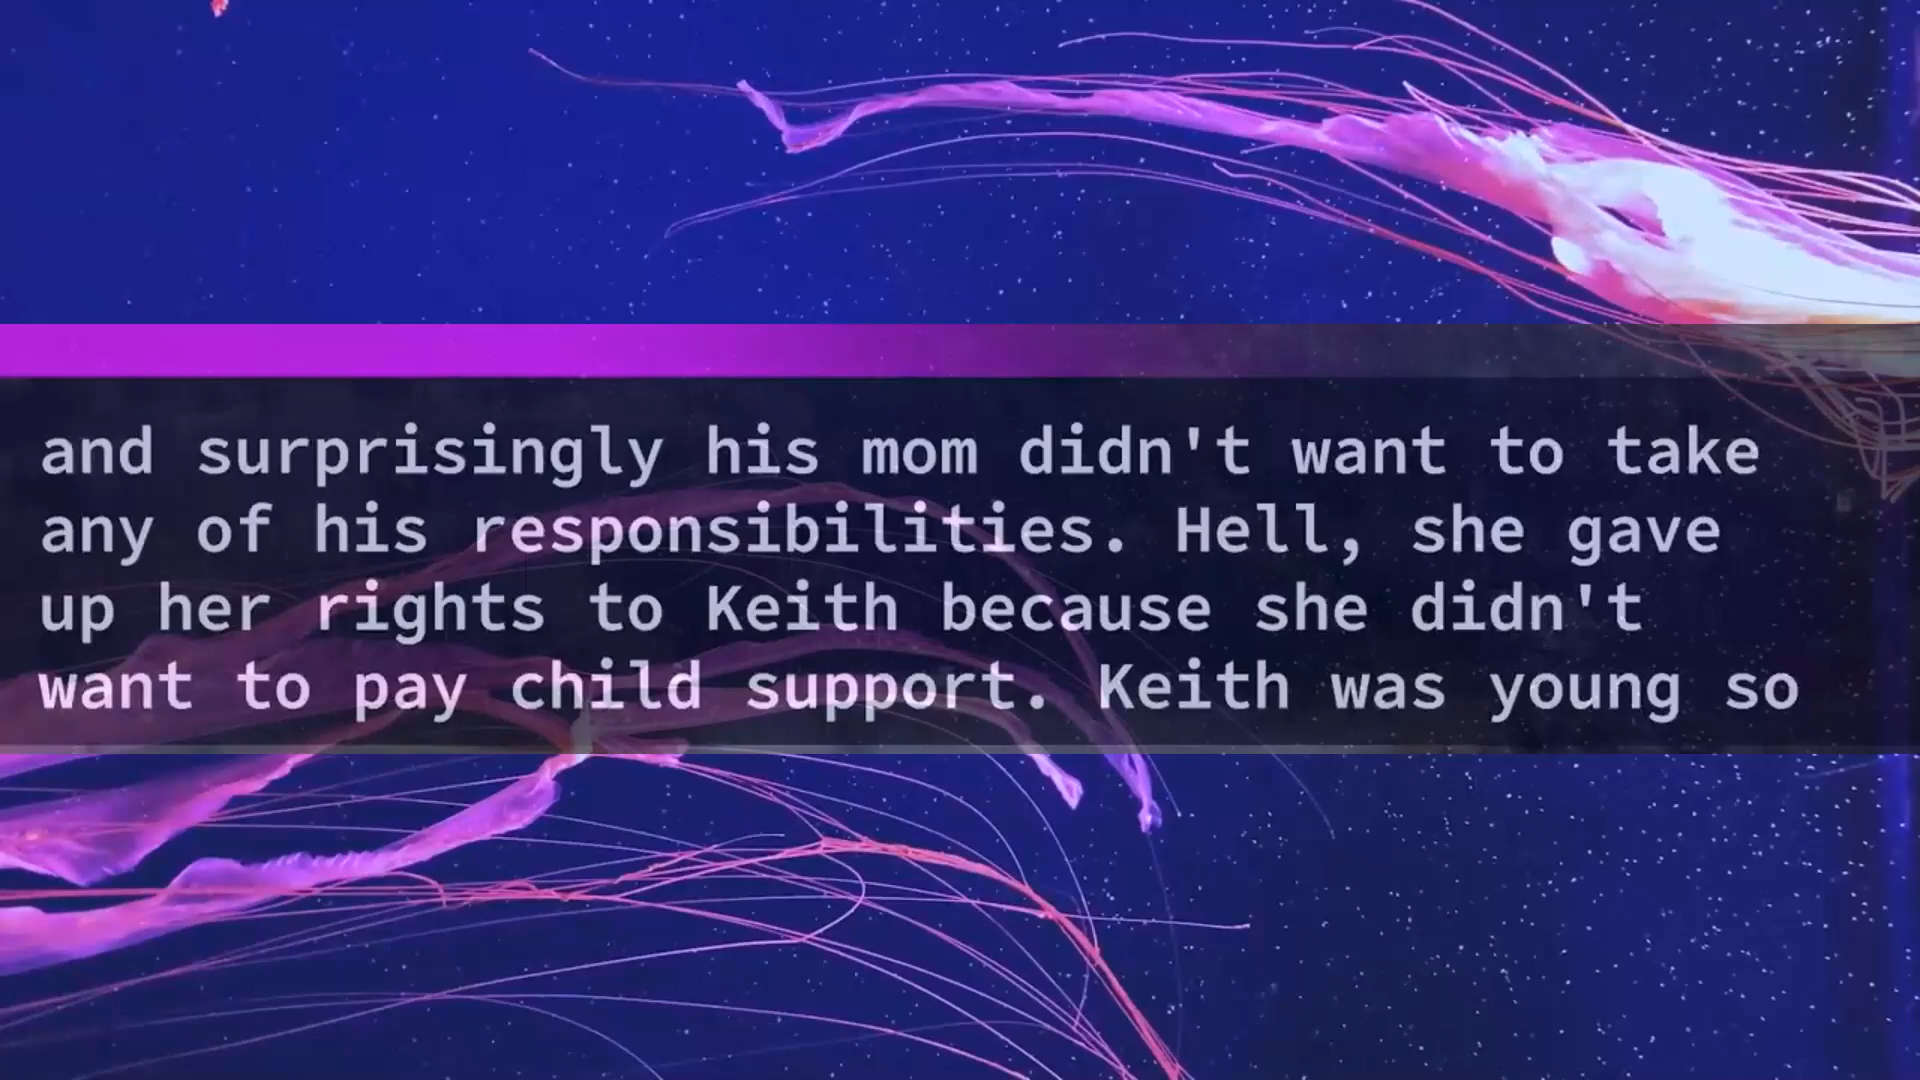 and surprisingly his mom didn't want to take
any of his responsibilities. Hell, she gave
up her rights to Keith because she didn't
want to pay child support. Keith was young so